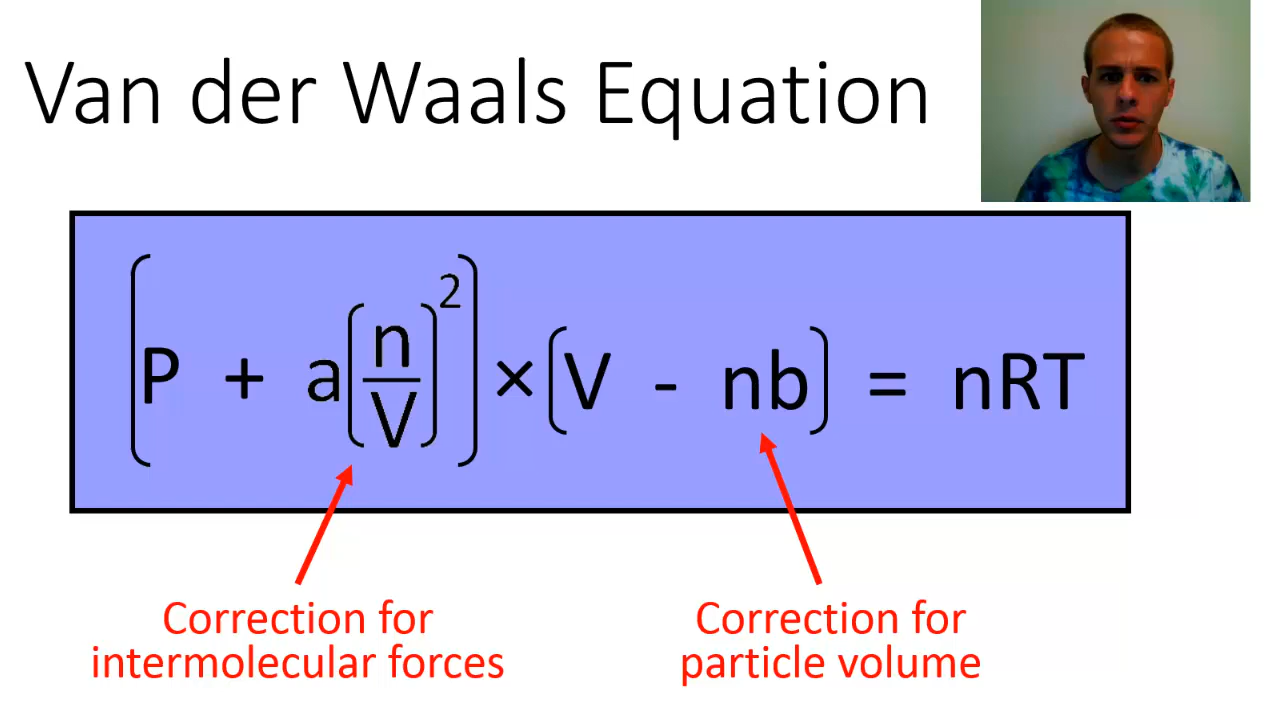 Van der Waals Equation
[P + a(n/V)²] × (V - nb) = nRT
Correction for
intermolecular forces
Correction for
particle volume